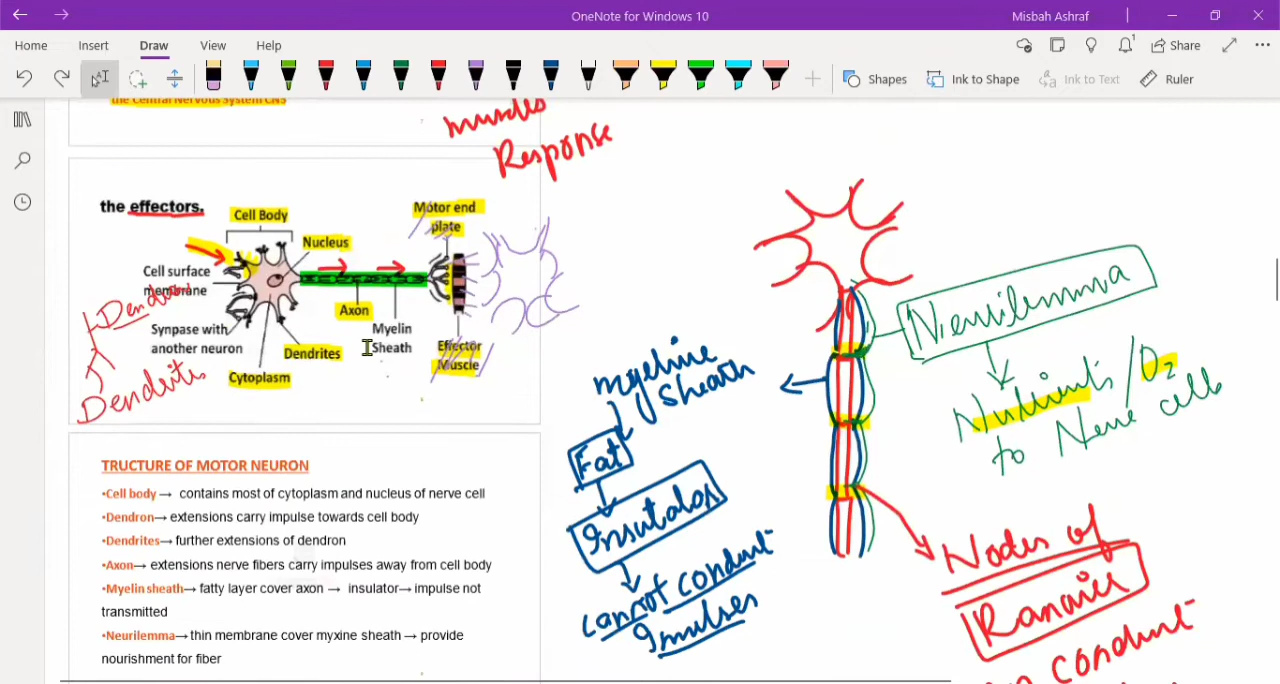 OneNote for Windows 10
Misbah Ashraf
Home
Insert
Draw
View
Help
Share
Shapes
Ink to Shape
Ink to Text
Ruler
the Central Nervous System CNS
muscles
Response
the effectors.
Cell Body
Motor end
plate
Nucleus
Cell surface
membrane
Dendron
Axon
Synpase with
another neuron
Myelin
Sheath
Dendrites
Effector
Muscle
Cytoplasm
Dendrites
Nutrients / O2
to Nerve cells
myeline
Sheath
Fat
Insulator
cannot conduct
Impulses
Nodes of
Ranvier
conduct
TRUCTURE OF MOTOR NEURON
•Cell body→ contains most of cytoplasm and nucleus of nerve cell
•Dendron→ extensions carry impulse towards cell body
•Dendrites→ further extensions of dendron
•Axon→ extensions nerve fibers carry impulses away from cell body
•Myelin sheath→ fatty layer cover axon → insulator→ impulse not
transmitted
•Neurilemma→ thin membrane cover myxine sheath→ provide
nourishment for fiber